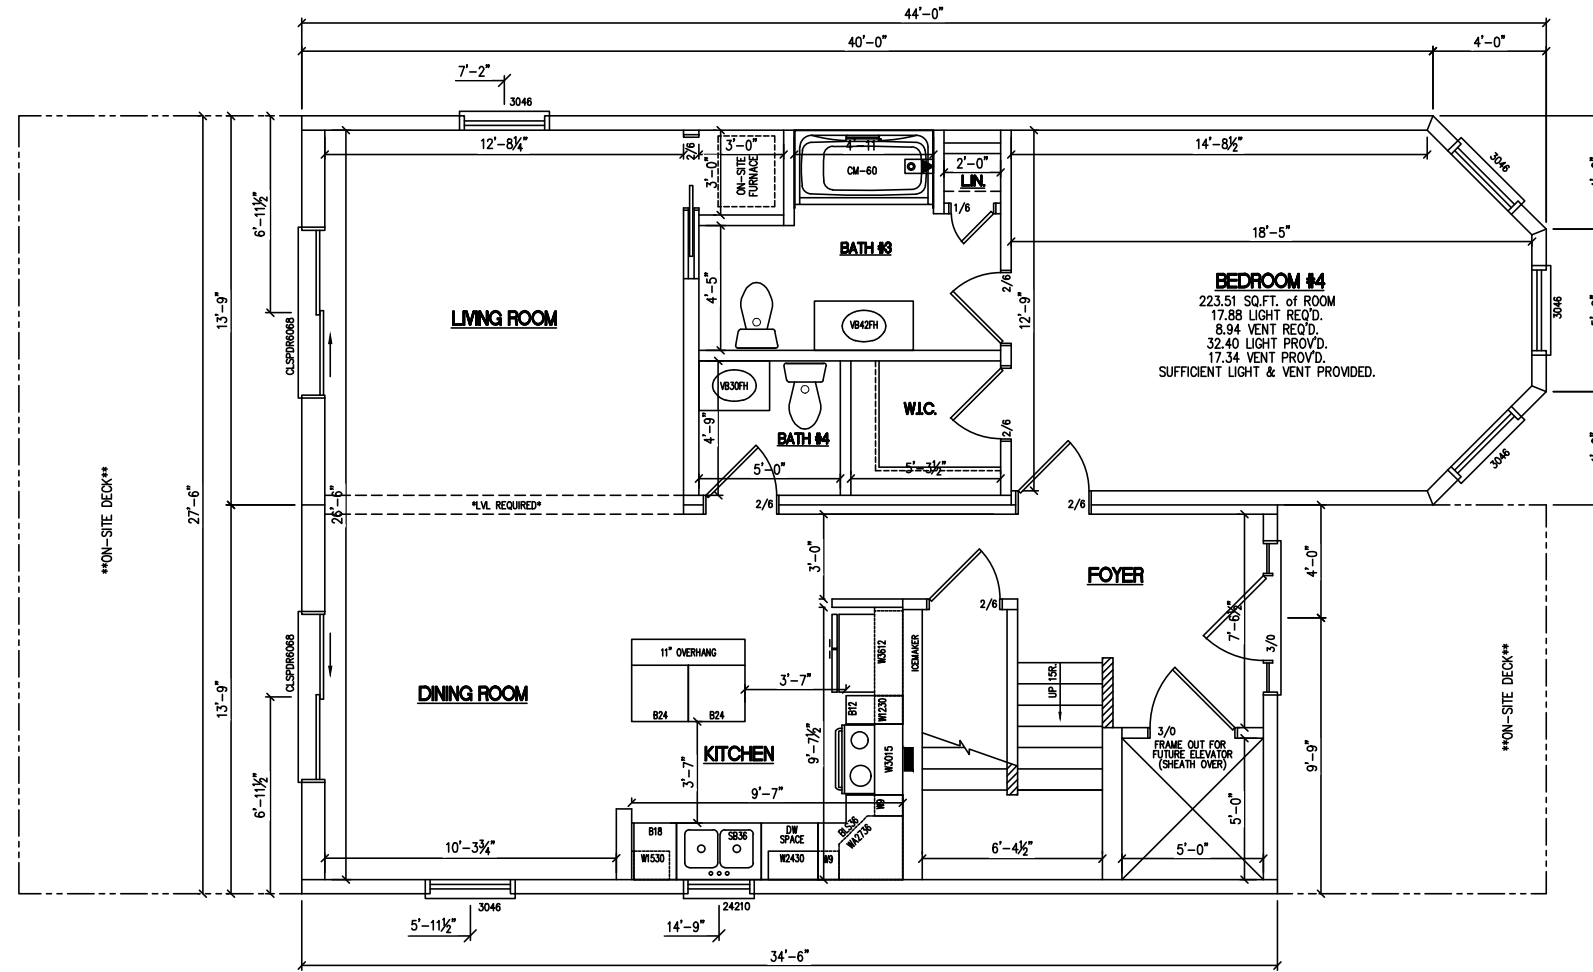 44'-0"
40'-0"
4'-0"
7'-2"
3046
12'-8¼"
2/6
3'-0"
3'-0"
ON-SITE
FURNACE
4'-11
CM-60
2'-0"
LIN.
1/6
14'-8½"
3046
6'-11½"
13'-9"
27'-6"
26'-6"
CLSPDR6068
LIVING ROOM
4'-5"
BATH #3
VB42FH
2/6
12'-9"
18'-5"
BEDROOM #4
223.51 SQ.FT. of ROOM
17.88 LIGHT REQ'D.
8.94 VENT REQ'D.
32.40 LIGHT PROV'D.
17.34 VENT PROV'D.
SUFFICIENT LIGHT & VENT PROVIDED.
3046
3046
VB30FH
4'-9"
BATH #4
5'-0"
W.I.C.
5'-3½"
2/6
2/6
2/6
*LVL REQUIRED*
**ON-SITE DECK**
3'-0"
FOYER
2/6
4'-0"
7'-6½"
3/0
CLSPDR6068
13'-9"
6'-11½"
DINING ROOM
11" OVERHANG
B24
B24
3'-7"
KITCHEN
3'-7"
9'-7½"
9'-7"
W3612
ICEMAKER
B12
W1230
W3015
W9
BLS36
WA2736
UP 15R.
3/0
FRAME OUT FOR
FUTURE ELEVATOR
(SHEATH OVER)
5'-0"
5'-0"
9'-9"
**ON-SITE DECK**
10'-3¾"
B18
W1530
SB36
DW
SPACE
W2430
W9
6'-4½"
3046
24210
5'-11½"
14'-9"
34'-6"